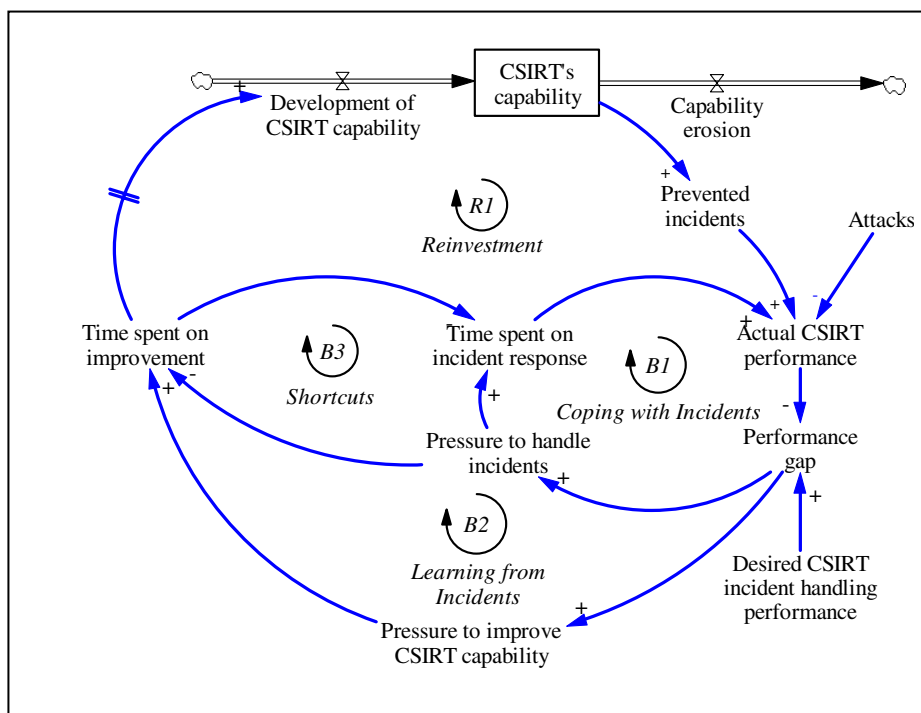 CSIRT's
capability
Development of
CSIRT capability
Capability
erosion
+
+
R1
Reinvestment
Prevented
incidents
Attacks
Time spent on
improvement
B3
Shortcuts
Time spent on
incident response
B1
Coping with Incidents
+
-
+
Actual CSIRT
performance
+
-
+
-
Pressure to handle
incidents
+
Performance
gap
B2
Learning from
Incidents
+
Desired CSIRT
incident handling
performance
+
Pressure to improve
CSIRT capability